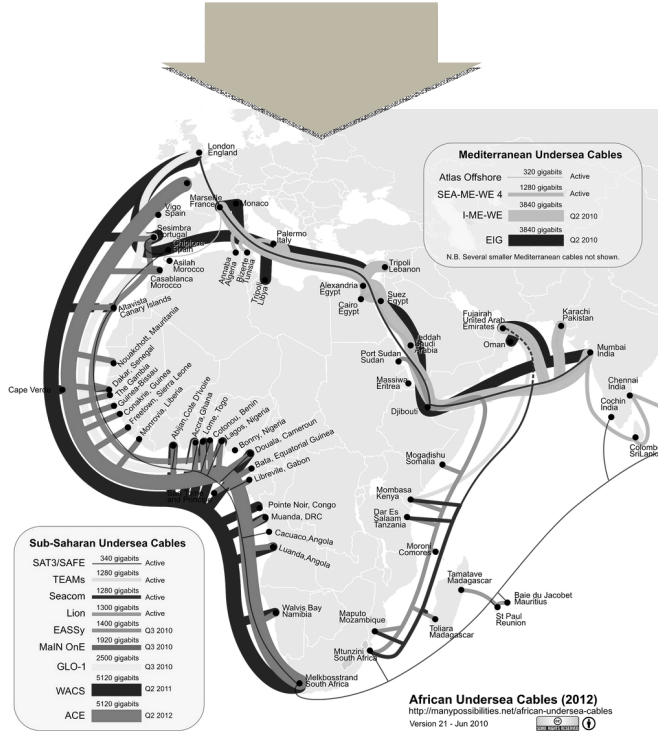 London
England
Marseille
France
Monaco
Vigo
Spain
Sesimbra
Portugal
Chipiona
Spain
Asilah
Morocco
Casablanca
Morocco
Annaba
Algeria
Bizerte
Tunisia
Tripoli
Libya
Palermo
Italy
Tripoli
Lebanon
Alexandria
Egypt
Cairo
Egypt
Suez
Egypt
Jeddah
Saudi
Arabia
Port Sudan
Sudan
Massiwa
Eritrea
Djibouti
Fujairah
United Arab
Emirates
Oman
Karachi
Pakistan
Mumbai
India
Chennai
India
Cochin
India
Altavista
Canary Islands
Nouakchott, Mauritania
Dakar, Senegal
The Gambia
Guinea-Bissau
Conakrie, Guinea
Freetown, Sierra Leone
Monrovia, Liberia
Abijan,Cote D'Ivoire
Accra,Ghana
Lome, Togo
Cotonou, Benin
Lagos, Nigeria
Bonny, Nigeria
Douala, Cameroun
Bata, Equatorial Guinea
Libreville, Gabon
Cape Verde
Pointe Noir, Congo
Muanda, DRC
Cacuaco,Angola
Luanda,Angola
Walvis Bay
Namibia
Melkbosstrand
South Africa
Mogadishu
Somalia
Mombasa
Kenya
Dar Es
Salaam
Tanzania
Moroni
Comores
Maputo
Mozambique
Mtunzini
South Africa
Toliara
Madagascar
Tamatave
Madagascar
Baie du Jacobet
Mauritius
St Paul
Reunion
Mediterranean Undersea Cables
Atlas Offshore 320 gigabits Active
SEA-ME-WE 4 1280 gigabits Active
I-ME-WE 3840 gigabits Q2 2010
EIG 3840 gigabits Q2 2010
N.B. Several smaller Mediterranean cables not shown.
Sub-Saharan Undersea Cables
SAT3/SAFE 340 gigabits Active
TEAMs 1280 gigabits Active
Seacom 1280 gigabits Active
Lion 1300 gigabits Active
EASSy 1400 gigabits Q3 2010
MaIN OnE 1920 gigabits Q3 2010
GLO-1 2500 gigabits Q3 2010
WACS 5120 gigabits Q2 2011
ACE 5120 gigabits Q2 2012
African Undersea Cables (2012)
http://manypossibilities.net/african-undersea-cables
Version 21 - Jun 2010